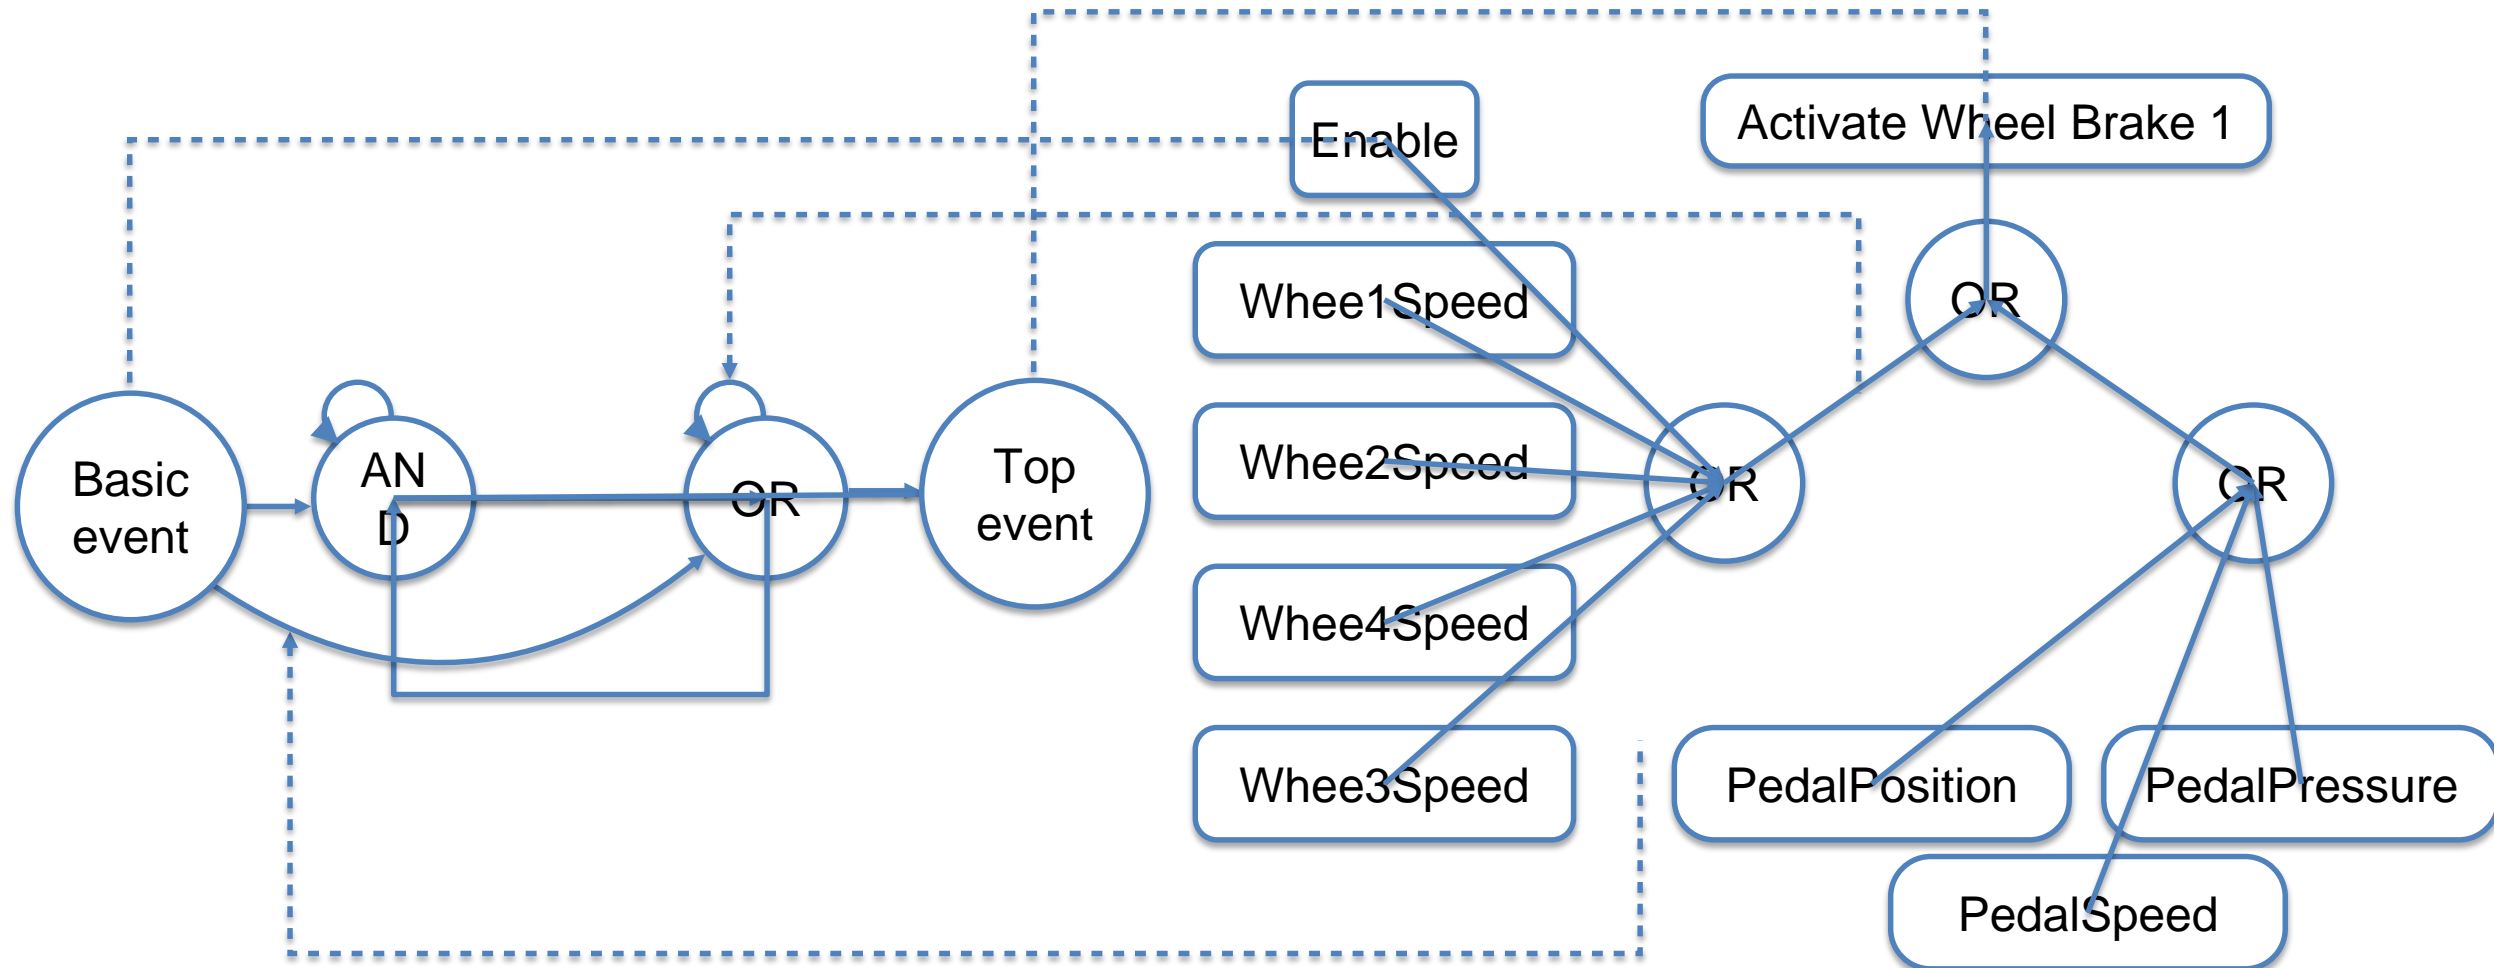 Enable
Activate Wheel Brake 1
Whee1Speed
OR
Basic
event
AN
D
OR
Top
event
Whee2Speed
OR
OR
Whee4Speed
Whee3Speed
PedalPosition
PedalPressure
PedalSpeed